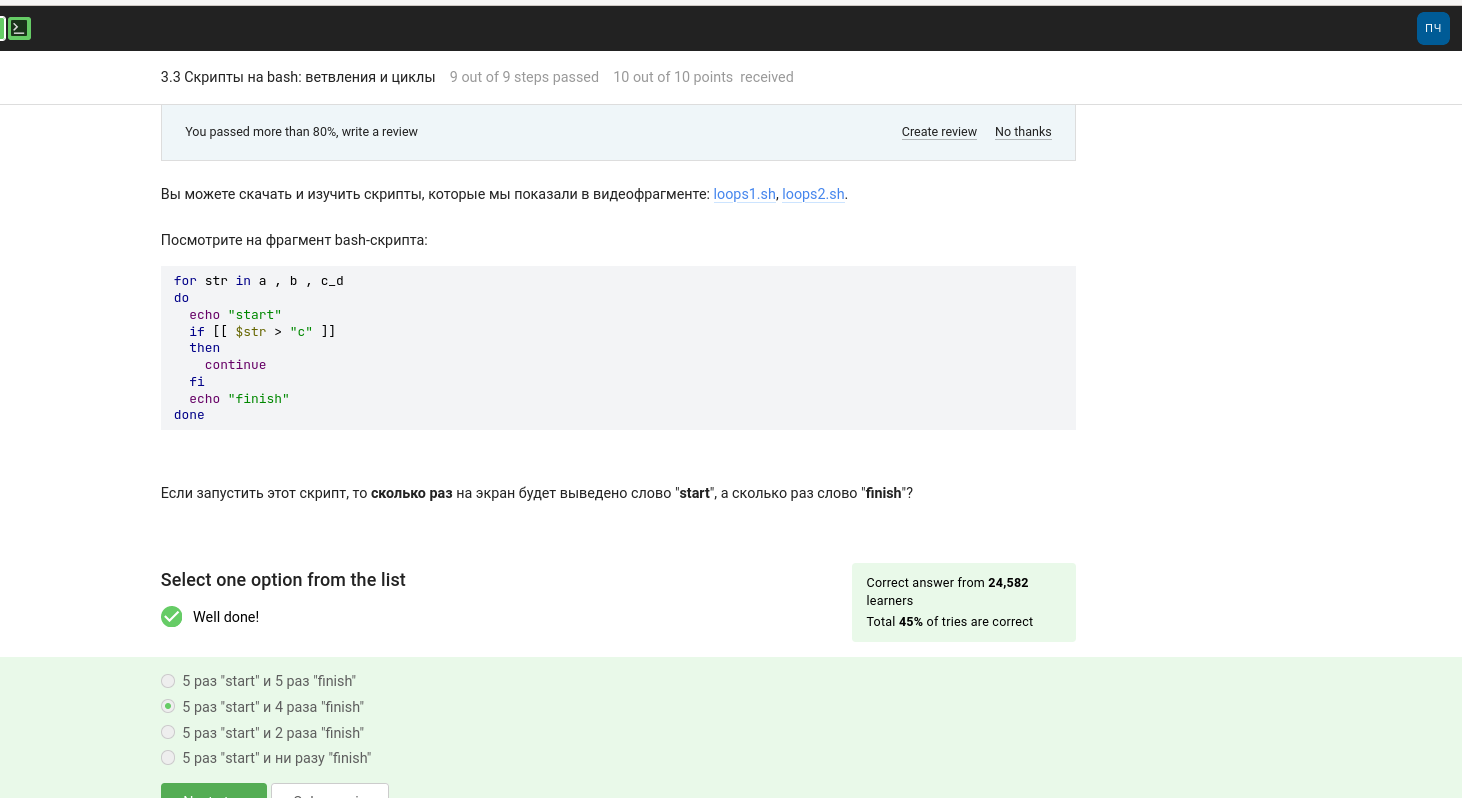 ПЧ
3.3 Скрипты на bash: ветвления и циклы 9 out of 9 steps passed 10 out of 10 points received
You passed more than 80%, write a review Create review No thanks
Вы можете скачать и изучить скрипты, которые мы показали в видеофрагменте: loops1.sh, loops2.sh.
Посмотрите на фрагмент bash-скрипта:
for str in a , b , c_d
do
  echo "start"
  if [[ $str > "c" ]]
  then
    continue
  fi
  echo "finish"
done
Если запустить этот скрипт, то сколько раз на экран будет выведено слово "start", а сколько раз слово "finish"?
Select one option from the list
Well done!
Correct answer from 24,582
learners
Total 45% of tries are correct
5 раз "start" и 5 раз "finish"
5 раз "start" и 4 раза "finish"
5 раз "start" и 2 раза "finish"
5 раз "start" и ни разу "finish"